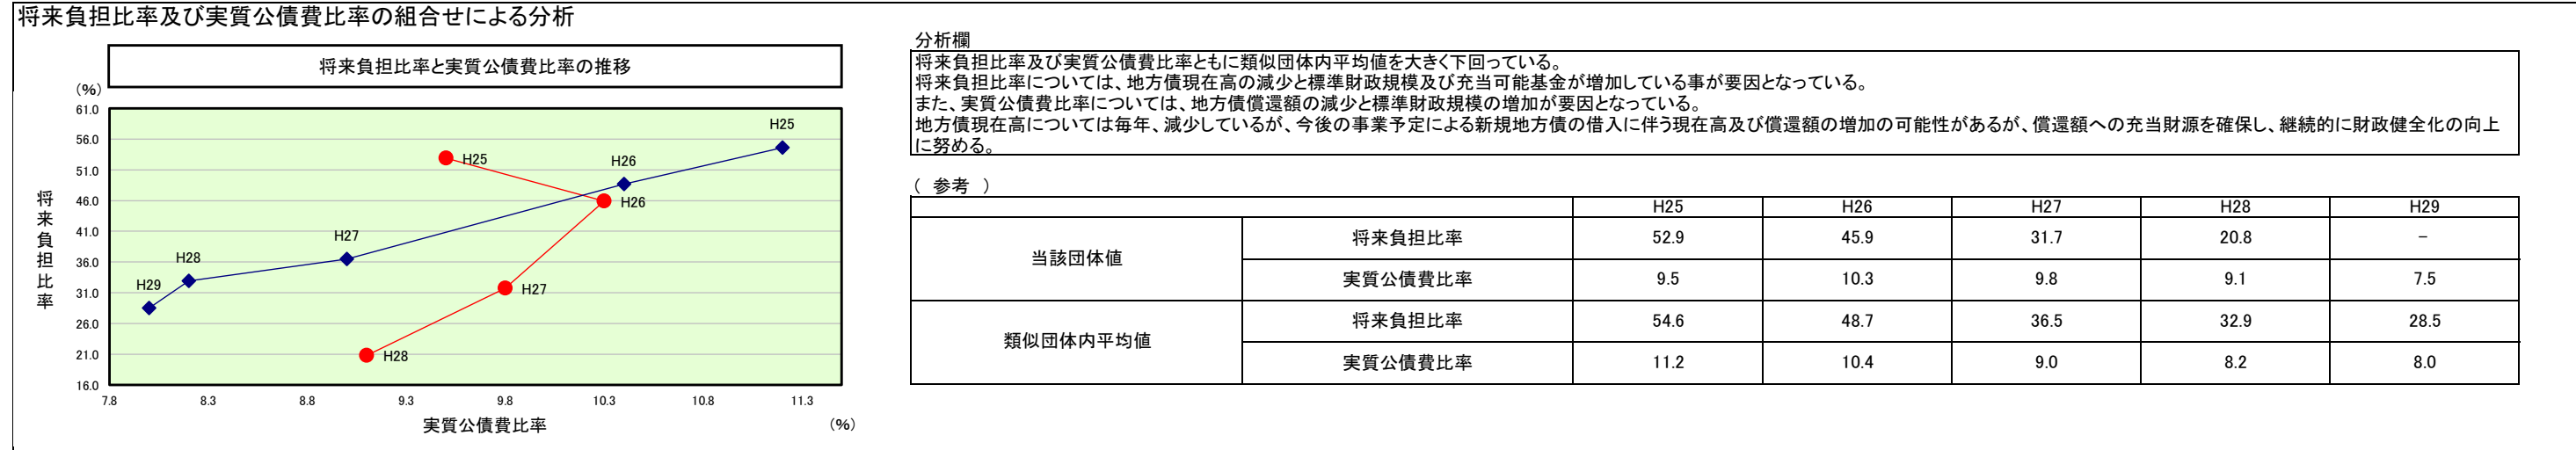 将来負担比率及び実質公債費比率の組合せによる分析
将来負担比率と実質公債費比率の推移
(%)
61.0
56.0
51.0
46.0
41.0
36.0
31.0
26.0
21.0
16.0
将来負担比率
H25
H26
H27
H28
H29
H25
H26
H27
H28
7.8 8.3 8.8 9.3 9.8 10.3 10.8 11.3
実質公債費比率
(%)
分析欄
将来負担比率及び実質公債費比率ともに類似団体内平均値を大きく下回っている。
将来負担比率については、地方債現在高の減少と標準財政規模及び充当可能基金が増加している事が要因となっている。
また、実質公債費比率については、地方債償還額の減少と標準財政規模の増加が要因となっている。
地方債現在高については毎年、減少しているが、今後の事業予定による新規地方債の借入に伴う現在高及び償還額の増加の可能性があるが、償還額への充当財源を確保し、継続的に財政健全化の向上
に努める。
( 参考 )
H25 H26 H27 H28 H29
当該団体値
将来負担比率 52.9 45.9 31.7 20.8 -
実質公債費比率 9.5 10.3 9.8 9.1 7.5
類似団体内平均値
将来負担比率 54.6 48.7 36.5 32.9 28.5
実質公債費比率 11.2 10.4 9.0 8.2 8.0